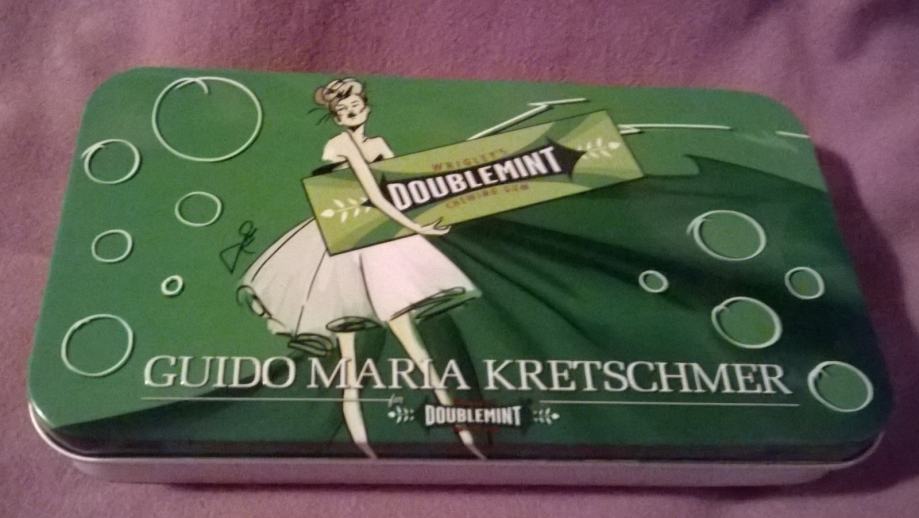 WRIGLEY'S
DOUBLEMINT
CHEWING GUM
GUIDO MARIA KRETSCHMER
for
DOUBLEMINT